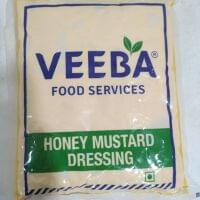 VEEBA®
FOOD SERVICES
HONEY MUSTARD
DRESSING